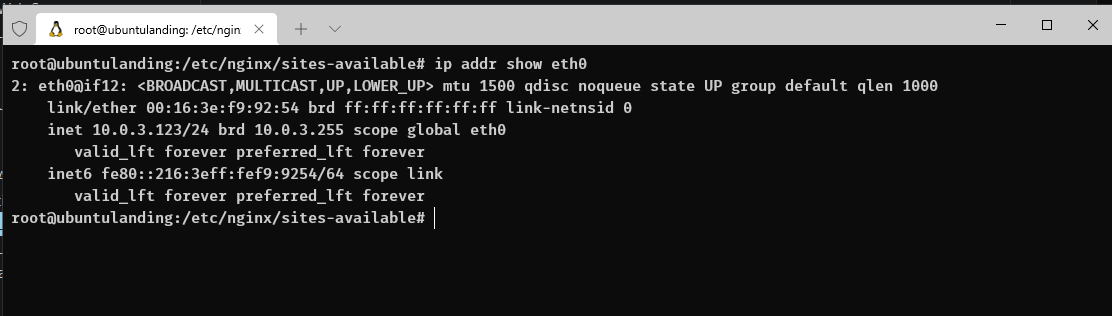 root@ubuntulanding: /etc/ngin
root@ubuntulanding:/etc/nginx/sites-available# ip addr show eth0
2: eth0@if12: <BROADCAST,MULTICAST,UP,LOWER_UP> mtu 1500 qdisc noqueue state UP group default qlen 1000
    link/ether 00:16:3e:f9:92:54 brd ff:ff:ff:ff:ff:ff link-netnsid 0
    inet 10.0.3.123/24 brd 10.0.3.255 scope global eth0
       valid_lft forever preferred_lft forever
    inet6 fe80::216:3eff:fef9:9254/64 scope link
       valid_lft forever preferred_lft forever
root@ubuntulanding:/etc/nginx/sites-available#